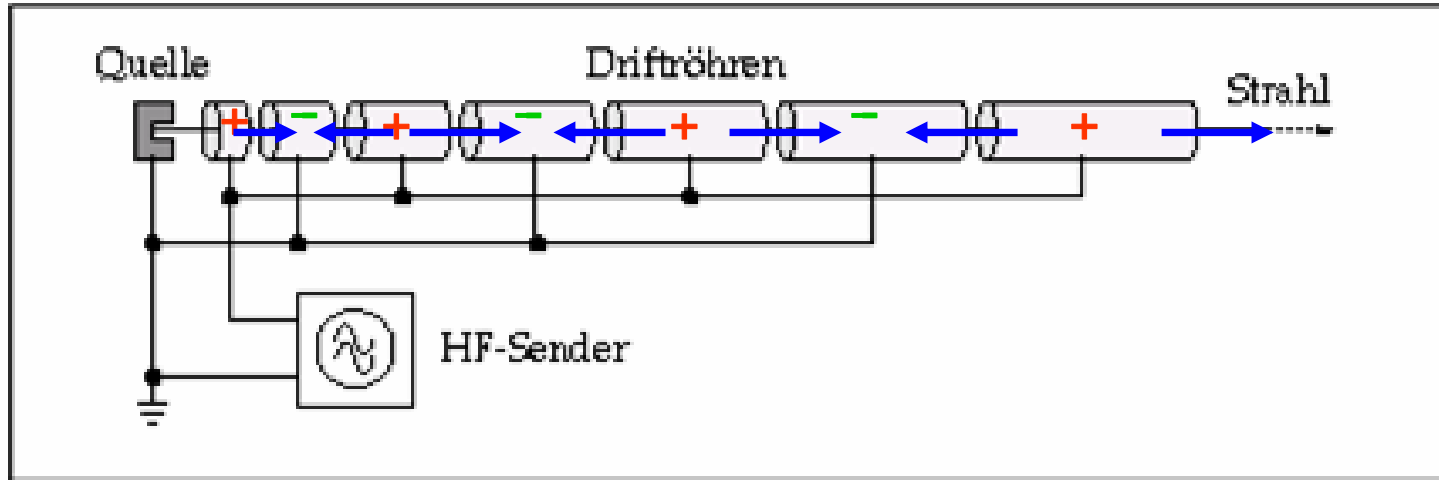 Quelle
Driftröhren
Strahl
+ - + - + - +
HF-Sender